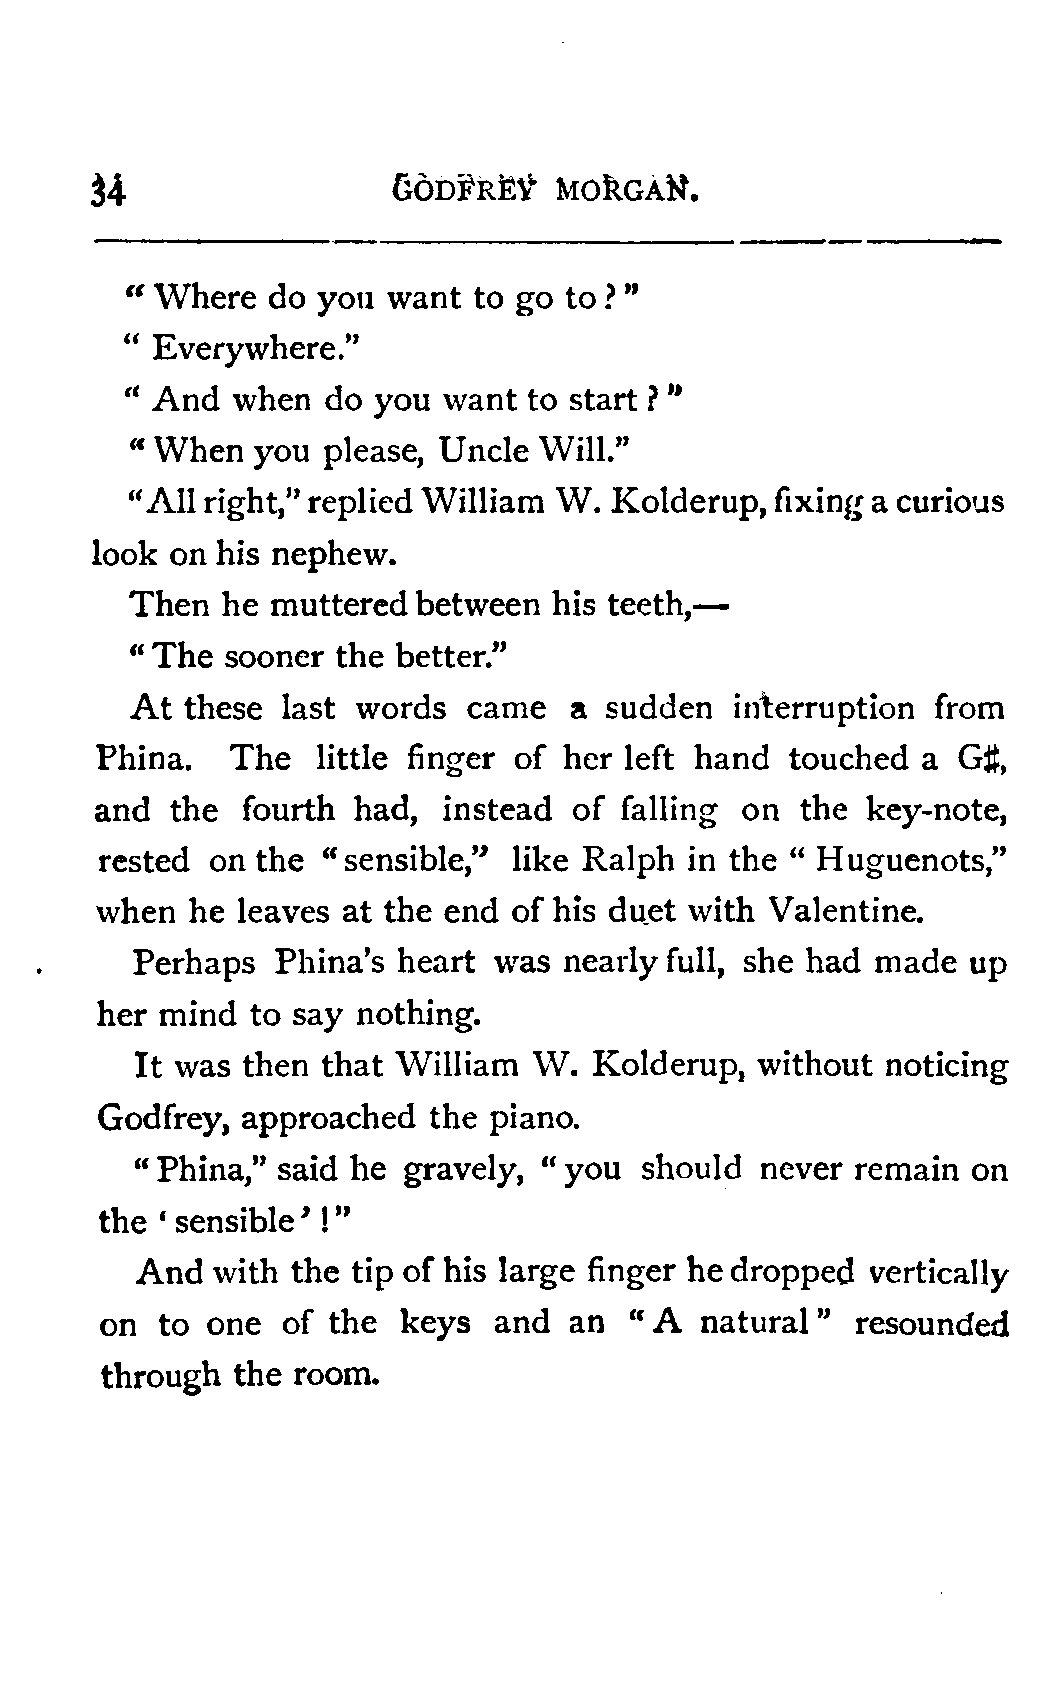 34 GODFREY MORGAN.
" Where do you want to go to ? "
" Everywhere."
" And when do you want to start ? "
" When you please, Uncle Will."
" All right," replied William W. Kolderup, fixing a curious
look on his nephew.
Then he muttered between his teeth,—
" The sooner the better."
At these last words came a sudden interruption from
Phina. The little finger of her left hand touched a G♯,
and the fourth had, instead of falling on the key-note,
rested on the " sensible," like Ralph in the " Huguenots,"
when he leaves at the end of his duet with Valentine.
Perhaps Phina's heart was nearly full, she had made up
her mind to say nothing.
It was then that William W. Kolderup, without noticing
Godfrey, approached the piano.
" Phina," said he gravely, " you should never remain on
the ' sensible ' ! "
And with the tip of his large finger he dropped vertically
on to one of the keys and an " A natural " resounded
through the room.